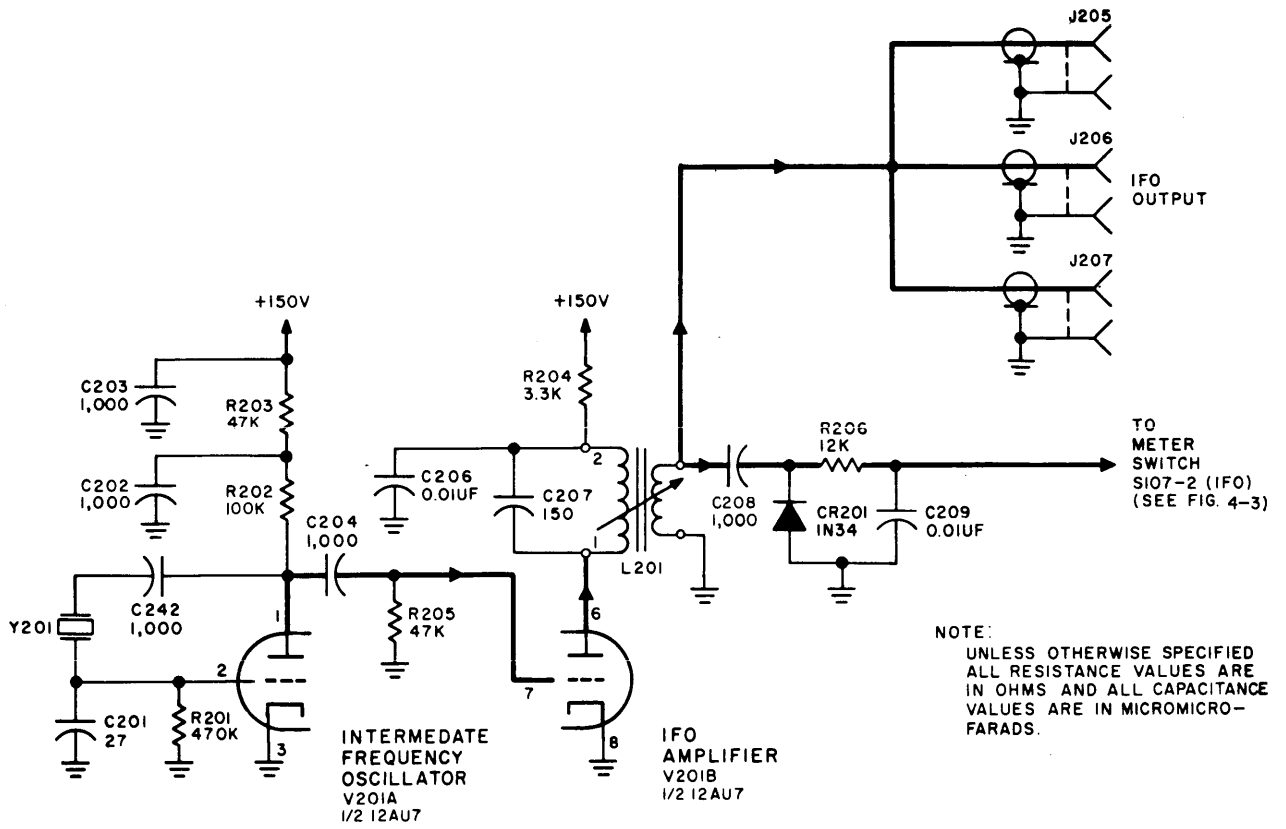 J205
J206
IFO
OUTPUT
J207
+150V
+150V
C203
1,000
R203
47K
R204
3.3K
C202
1,000
R202
100K
C204
1,000
C206
0.01UF
2
C207
150
1
L201
C208
1,000
R206
12K
CR201
1N34
C209
0.01UF
TO
METER
SWITCH
S107-2 (IFO)
(SEE FIG. 4-3)
Y201
C242
1,000
1
R205
47K
6
2
7
C201
27
R201
470K
3
8
INTERMEDATE
FREQUENCY
OSCILLATOR
V201A
1/2 12AU7
IFO
AMPLIFIER
V201B
1/2 12AU7
NOTE:
UNLESS OTHERWISE SPECIFIED
ALL RESISTANCE VALUES ARE
IN OHMS AND ALL CAPACITANCE
VALUES ARE IN MICROMICRO-
FARADS.